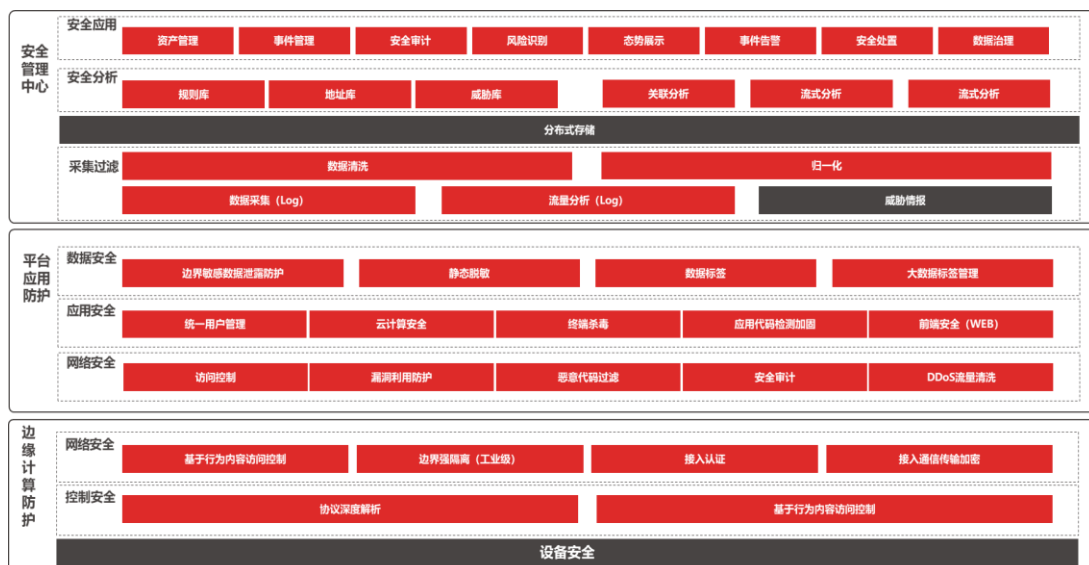 安全管理中心
安全应用
资产管理 事件管理 安全审计 风险识别 态势展示 事件告警 安全处置 数据治理
安全分析
规则库 地址库 威胁库 关联分析 流式分析 流式分析
分布式存储
采集过滤
数据清洗 归一化
数据采集（Log） 流量分析（Log） 威胁情报
平台应用防护
数据安全
边界敏感数据泄露防护 静态脱敏 数据标签 大数据标签管理
应用安全
统一用户管理 云计算安全 终端杀毒 应用代码检测加固 前端安全（WEB）
网络安全
访问控制 漏洞利用防护 恶意代码过滤 安全审计 DDoS流量清洗
边缘计算防护
网络安全
基于行为内容访问控制 边界强隔离（工业级） 接入认证 接入通信传输加密
控制安全
协议深度解析 基于行为内容访问控制
设备安全